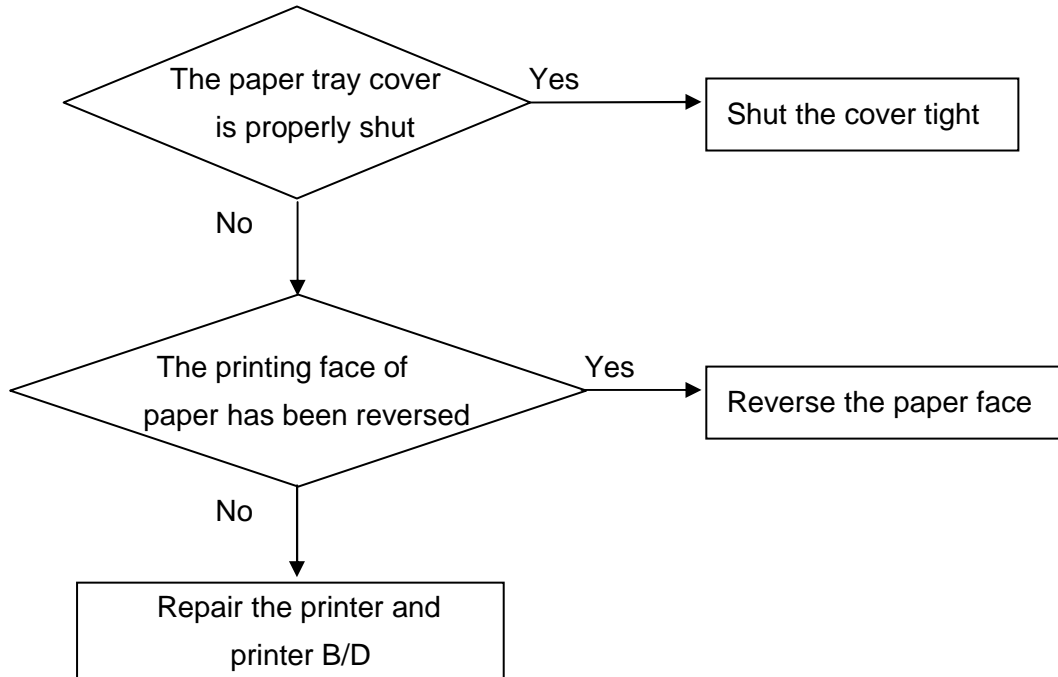 The paper tray cover
is properly shut
Yes
Shut the cover tight
No
The printing face of
paper has been reversed
Yes
Reverse the paper face
No
Repair the printer and
printer B/D